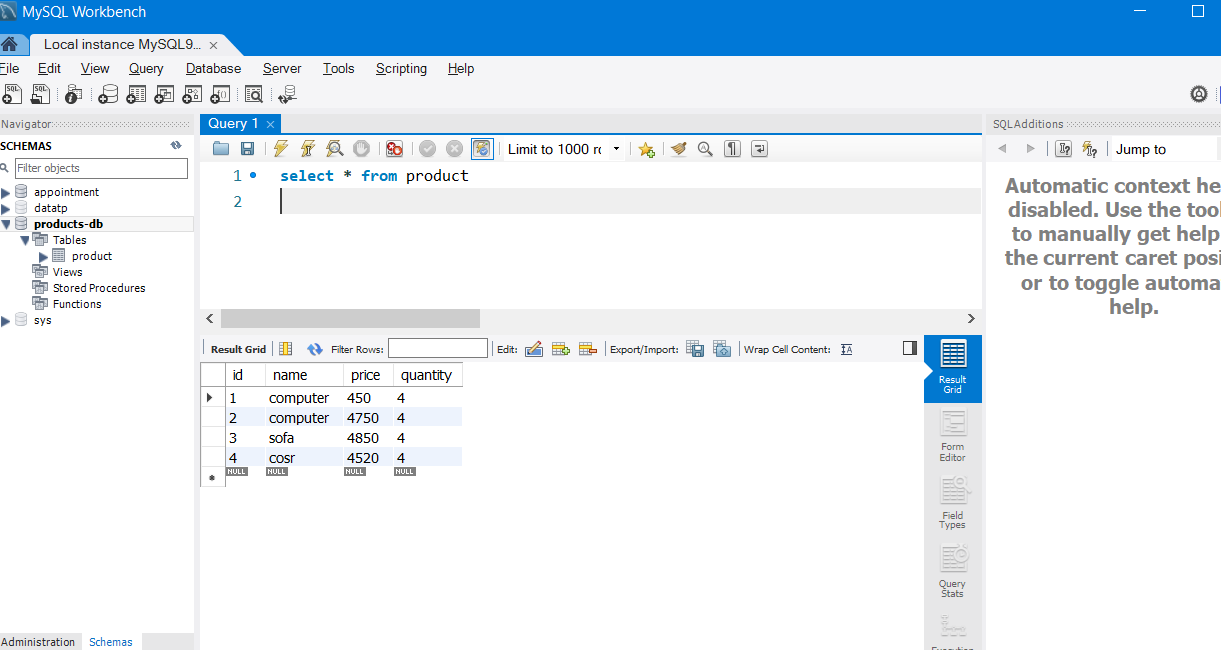 MySQL Workbench
Local instance MySQL9... ×
File Edit View Query Database Server Tools Scripting Help
Navigator
SCHEMAS
Filter objects
appointment
datatp
products-db
Tables
product
Views
Stored Procedures
Functions
sys
Administration Schemas
Query 1 ×
Limit to 1000 rc
1 select * from product
2
Result Grid Filter Rows: Edit: Export/Import: Wrap Cell Content:
id name price quantity
1 computer 450 4
2 computer 4750 4
3 sofa 4850 4
4 cosr 4520 4
NULL NULL NULL NULL
Result
Grid
Form
Editor
Field
Types
Query
Stats
SQLAdditions
Jump to
Automatic context he
disabled. Use the tool
to manually get help
the current caret posi
or to toggle automa
help.